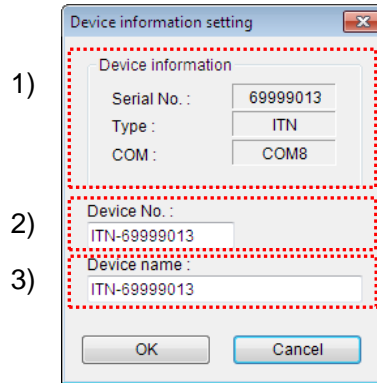 Device information setting
1)
Device information
Serial No. : 69999013
Type : ITN
COM : COM8
2)
Device No. :
ITN-69999013
3)
Device name :
ITN-69999013
OK Cancel